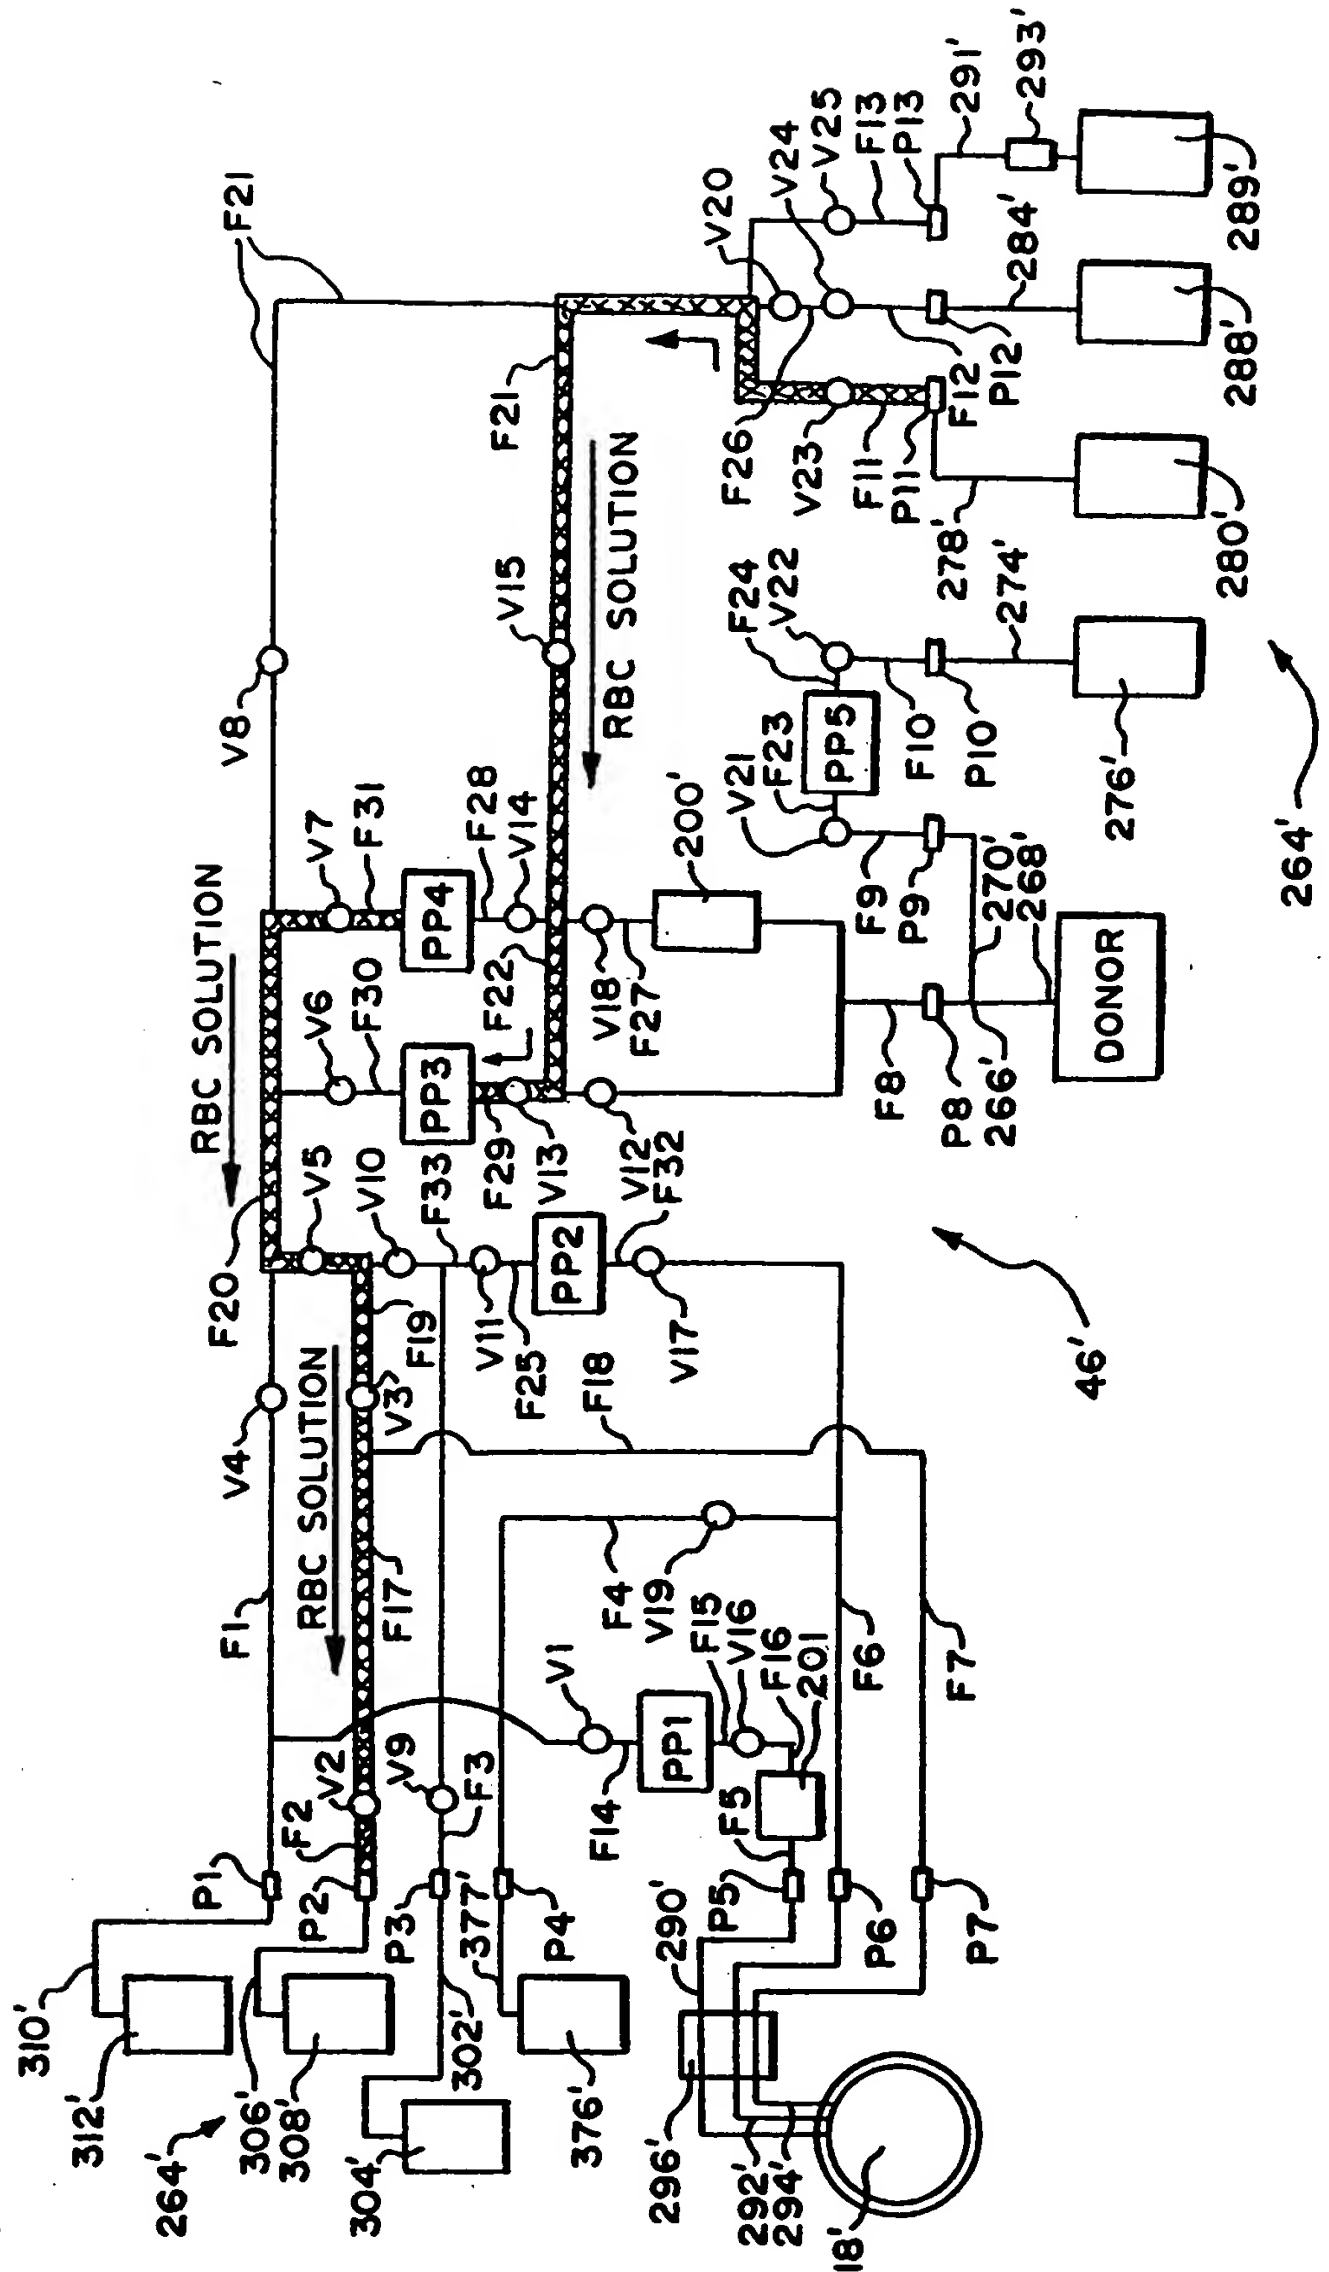 F21
V8
V7
F31
V6
F30
V5
V10
F20
RBC SOLUTION
V4
F1
RBC SOLUTION
V3
F19
F17
V2
F2
V9
F3
P1
P2
P3
P4
310'
312'
264'
306'
308'
304'
302'
377'
376'
F21
V15
RBC SOLUTION
PP4
F28
V14
F22
PP3
F29
V13
F33
V11
F25
PP2
V12
F32
V17
F18
V18
F27
200'
F4
V19
V1
F14
PP1
F15
V16
F16
201
F5
P5
F6
P6
F7
P7
290'
296'
292'
294'
18'
V20
V24
V25
F13
P13
291'
293'
289'
F26
F12
P12
284'
288'
V23
F11
P11
278'
280'
F24
V22
PP5
F23
V21
F10
P10
274'
276'
F9
P9
270'
268'
F8
P8
266'
DONOR
46'
264'